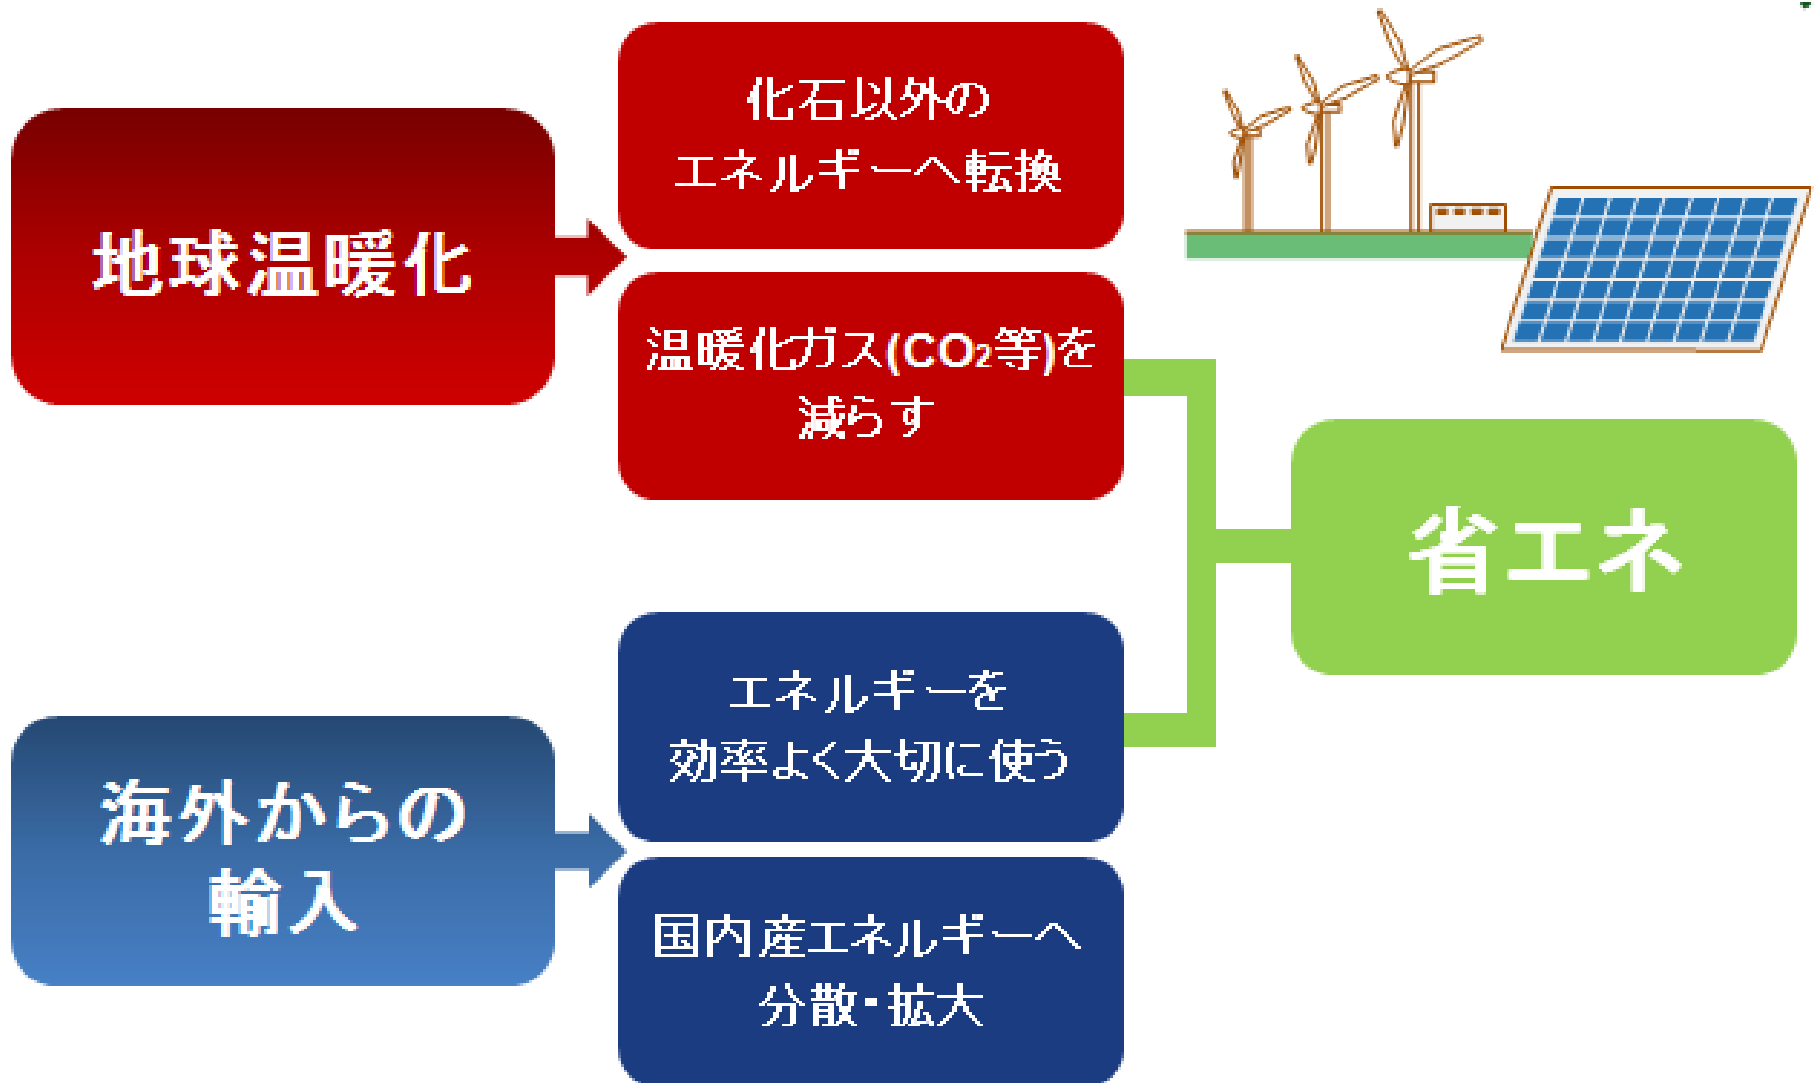 地球温暖化
化石以外の
エネルギーへ転換
温暖化ガス(CO₂等)を
減らす
海外からの
輸入
エネルギーを
効率よく大切に使う
国内産エネルギーへ
分散・拡大
省エネ